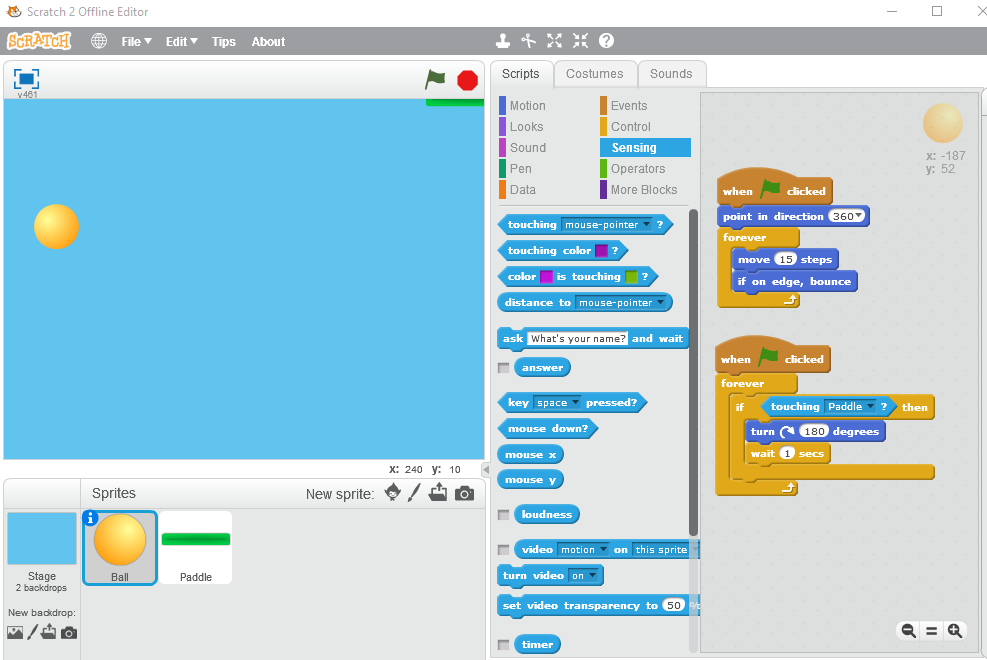 Scratch 2 Offline Editor
SCRATCH File Edit Tips About
v461
x: 240 y: 10
Sprites New sprite:
Stage
2 backdrops
New backdrop:
Ball
Paddle
Scripts Costumes Sounds
Motion Events
Looks Control
Sound Sensing
Pen Operators
Data More Blocks
touching mouse-pointer ?
touching color ?
color is touching ?
distance to mouse-pointer
ask What's your name? and wait
answer
key space pressed?
mouse down?
mouse x
mouse y
loudness
video motion on this sprite
turn video on
set video transparency to 50 %
timer
x: -187
y: 52
when clicked
point in direction 360
forever
move 15 steps
if on edge, bounce
when clicked
forever
if touching Paddle ? then
turn 180 degrees
wait 1 secs